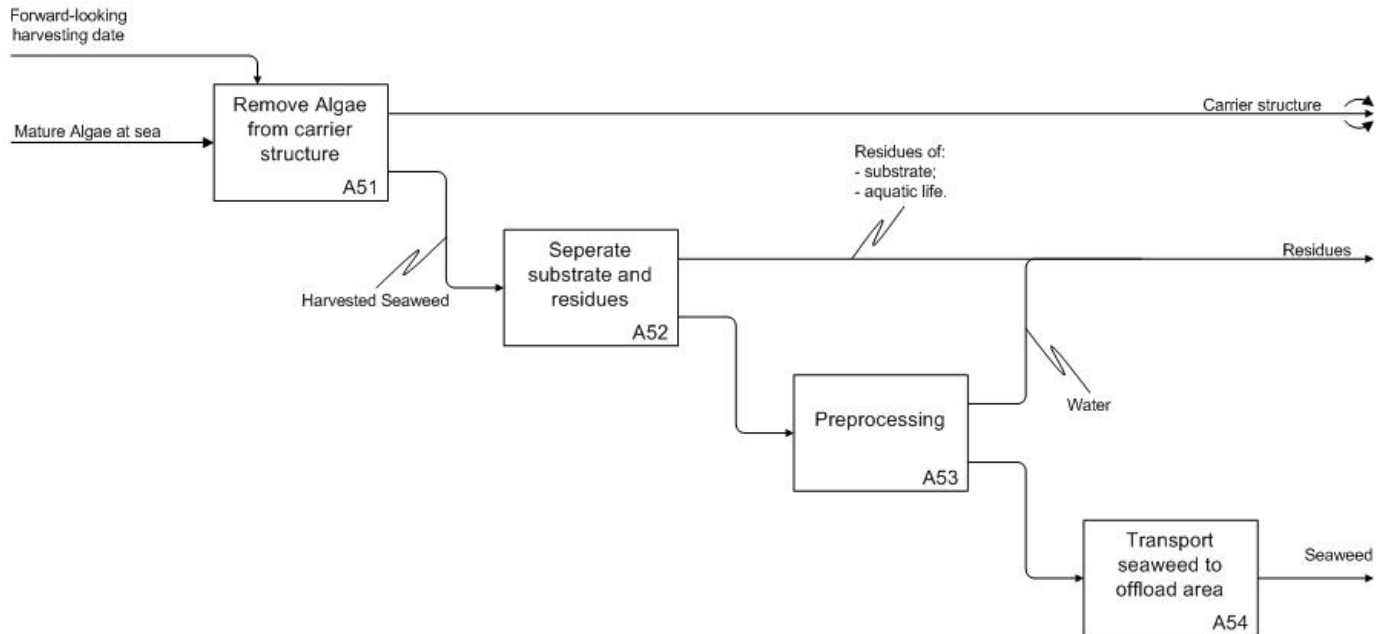 Forward-looking
harvesting date
Mature Algae at sea
Remove Algae
from carrier
structure
A51
Carrier structure
Harvested Seaweed
Residues of:
- substrate;
- aquatic life.
Seperate
substrate and
residues
A52
Residues
Preprocessing
A53
Water
Transport
seaweed to
offload area
A54
Seaweed